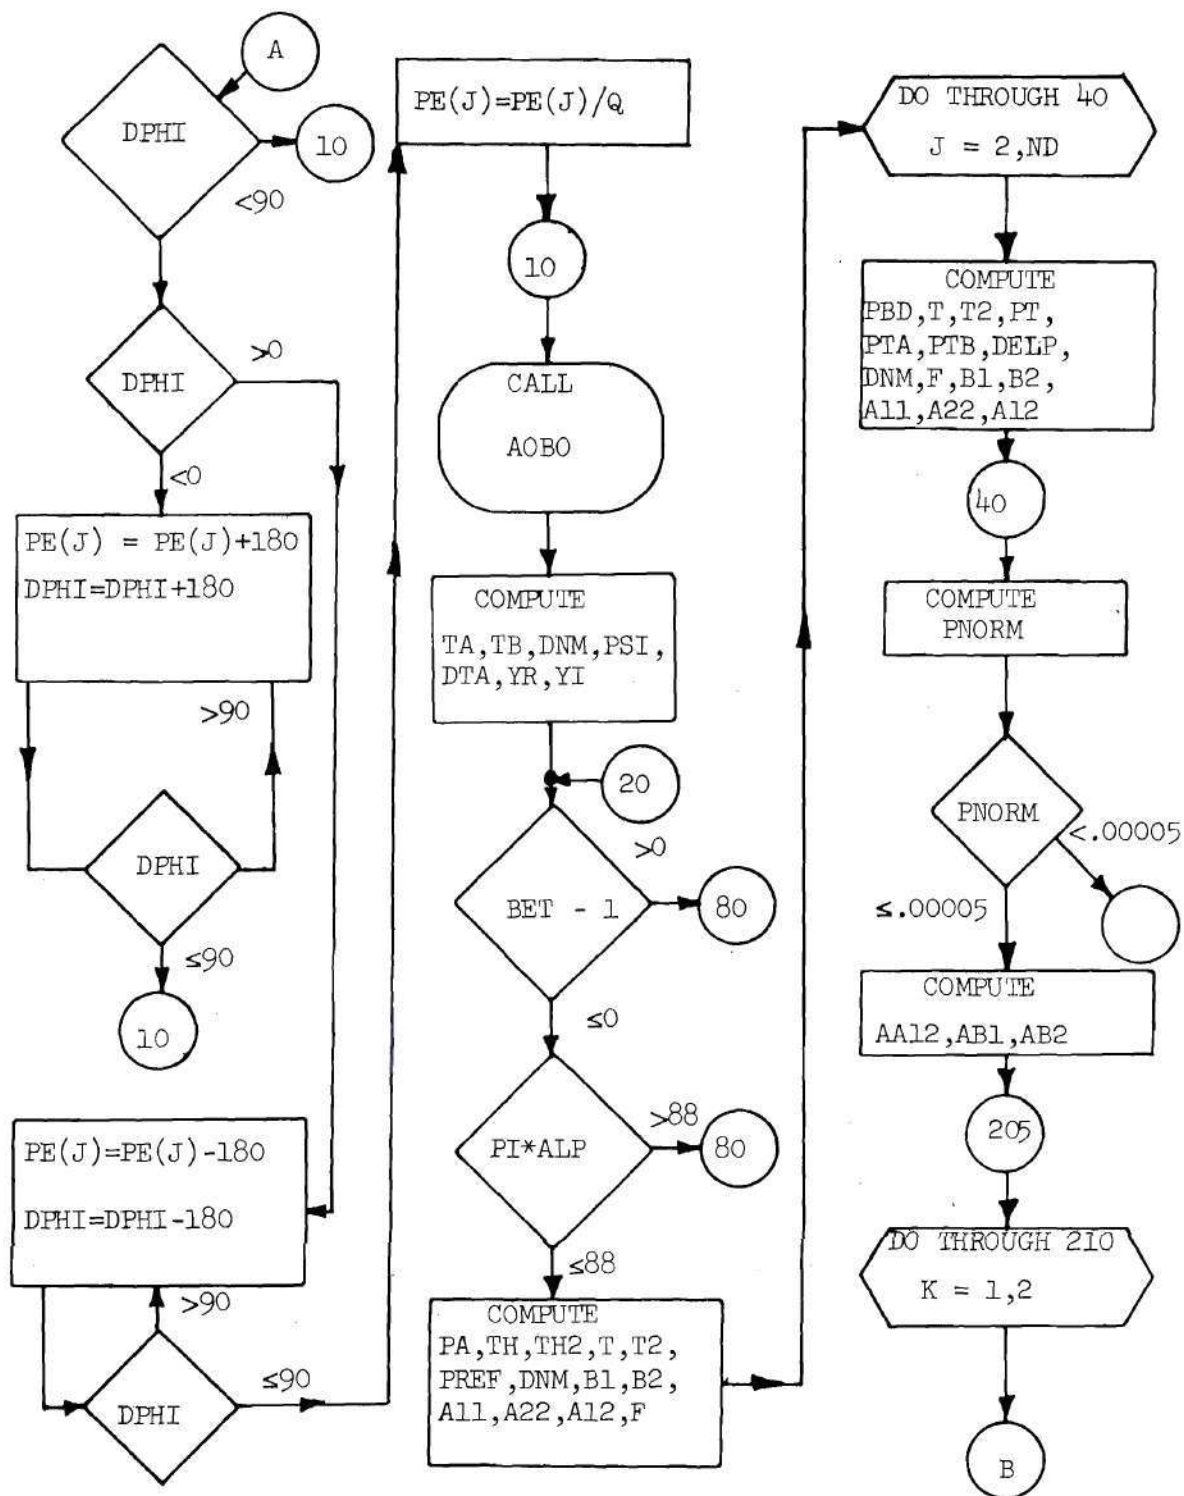 A
DPHI
10
<90
DPHI
>0
<0
PE(J) = PE(J)+180
DPHI=DPHI+180
>90
DPHI
≤90
10
PE(J)=PE(J)-180
DPHI=DPHI-180
>90
DPHI
≤90
PE(J)=PE(J)/Q
10
CALL
AOBO
COMPUTE
TA,TB,DNM,PSI,
DTA,YR,YI
20
>0
BET - 1
80
≤0
>88
PI*ALP
80
≤88
COMPUTE
PA,TH,TH2,T,T2,
PREF,DNM,B1,B2,
A11,A22,A12,F
DO THROUGH 40
J = 2,ND
COMPUTE
PBD,T,T2,PT,
PTA,PTB,DELP,
DNM,F,B1,B2,
A11,A22,A12
40
COMPUTE
PNORM
PNORM
<.00005
≤.00005
COMPUTE
AA12,AB1,AB2
205
DO THROUGH 210
K = 1,2
B